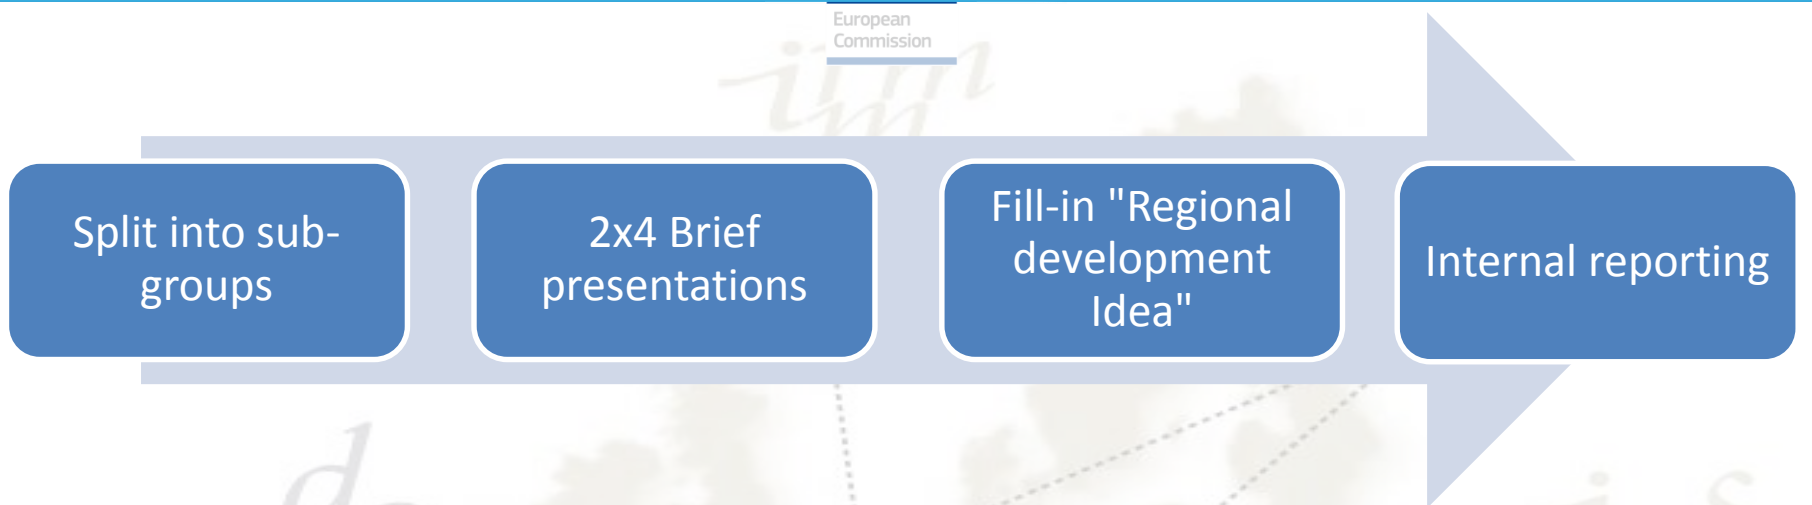 European
Commission
Split into sub-
groups
2x4 Brief
presentations
Fill-in "Regional
development
Idea"
Internal reporting